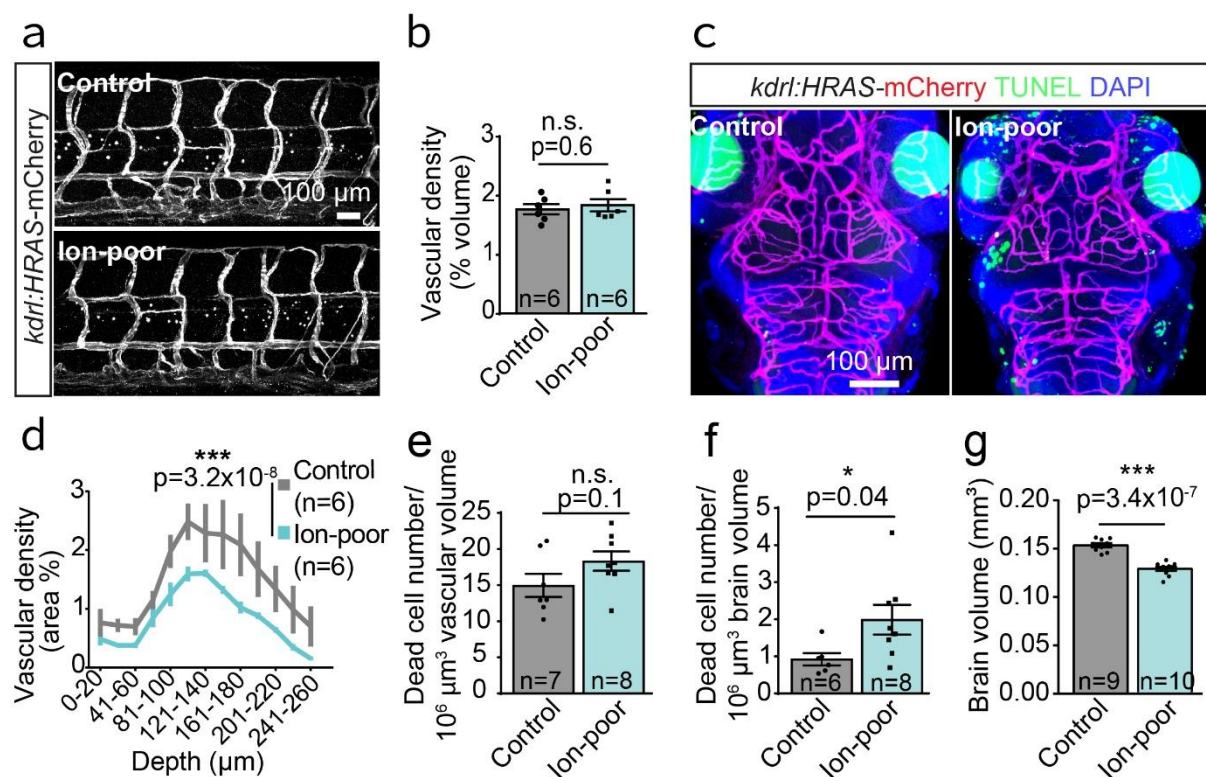 a
kdrl:HRAS-mCherry
Control
100 µm
Ion-poor
b
Vascular density
(% volume)
3
2
1
0
n.s.
p=0.6
n=6
n=6
Control
Ion-poor
c
kdrl:HRAS-mCherry TUNEL DAPI
Control
Ion-poor
100 µm
d
Vascular density
(area %)
3
2
1
0
***
p=3.2x10⁻⁸
Control
(n=6)
Ion-poor
(n=6)
0-20
41-60
81-100
121-140
161-180
201-220
241-260
Depth (µm)
e
Dead cell number/
10⁶ µm³ vascular volume
25
20
15
10
5
0
n.s.
p=0.1
n=7
n=8
Control
Ion-poor
f
Dead cell number/
10⁶ µm³ brain volume
5
4
3
2
1
0
*
p=0.04
n=6
n=8
Control
Ion-poor
g
Brain volume (mm³)
0.20
0.15
0.10
0.05
0.00
***
p=3.4x10⁻⁷
n=9
n=10
Control
Ion-poor